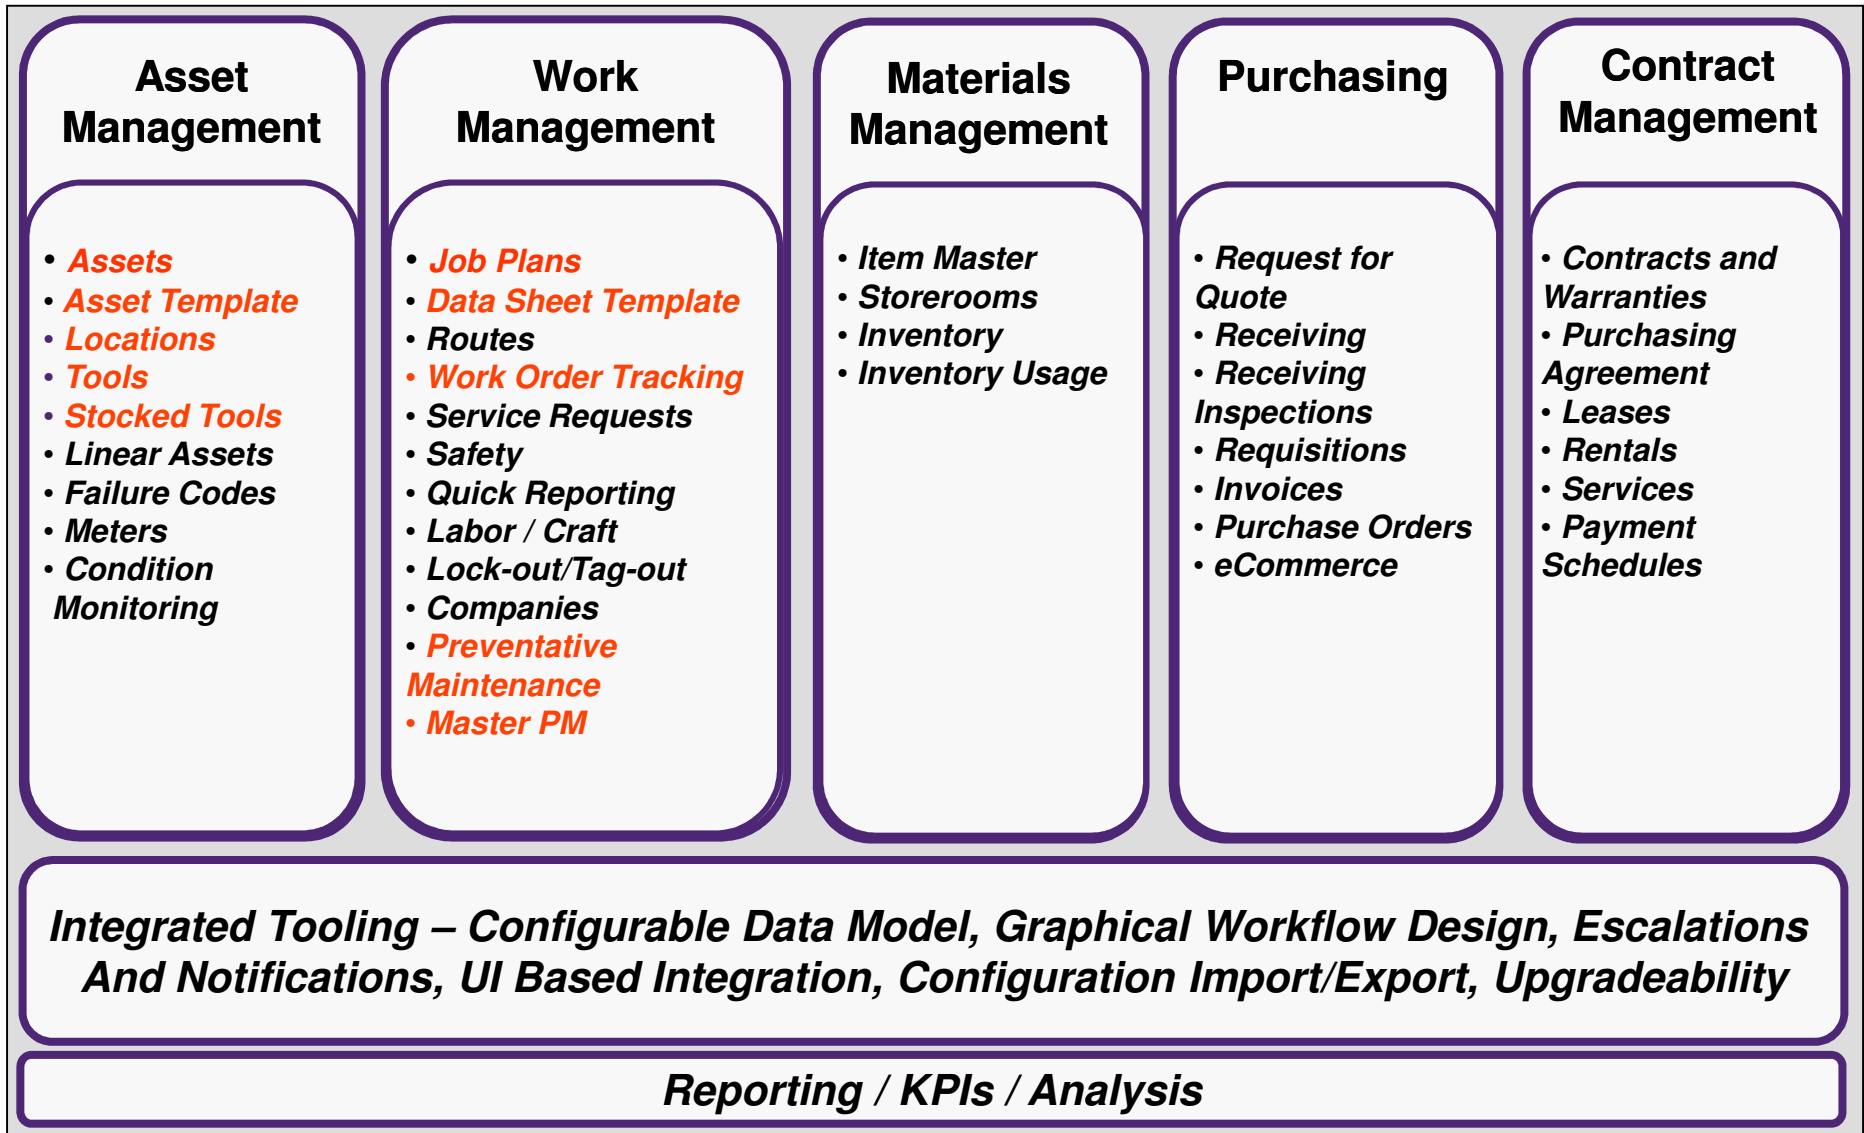 Asset
Management
• Assets
• Asset Template
• Locations
• Tools
• Stocked Tools
• Linear Assets
• Failure Codes
• Meters
• Condition
Monitoring
Work
Management
• Job Plans
• Data Sheet Template
• Routes
• Work Order Tracking
• Service Requests
• Safety
• Quick Reporting
• Labor / Craft
• Lock-out/Tag-out
• Companies
• Preventative
Maintenance
• Master PM
Materials
Management
• Item Master
• Storerooms
• Inventory
• Inventory Usage
Purchasing
• Request for
Quote
• Receiving
• Receiving
Inspections
• Requisitions
• Invoices
• Purchase Orders
• eCommerce
Contract
Management
• Contracts and
Warranties
• Purchasing
Agreement
• Leases
• Rentals
• Services
• Payment
Schedules
Integrated Tooling – Configurable Data Model, Graphical Workflow Design, Escalations
And Notifications, UI Based Integration, Configuration Import/Export, Upgradeability
Reporting / KPIs / Analysis